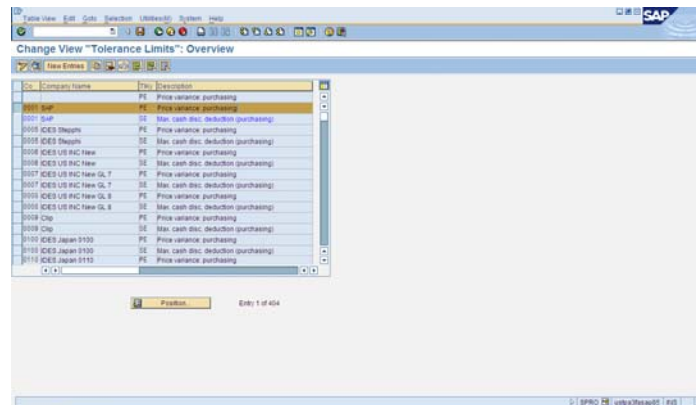 Table View Edit Goto Selection Utilities(M) System Help
SAP
Change View "Tolerance Limits": Overview
New Entries
Co Company Name TlKy Description
PE Price variance: purchasing
0001 SAP PE Price variance: purchasing
0001 SAP SE Max. cash disc. deduction (purchasing)
0005 IDES Stepphi PE Price variance: purchasing
0005 IDES Stepphi SE Max. cash disc. deduction (purchasing)
0006 IDES US INC New PE Price variance: purchasing
0006 IDES US INC New SE Max. cash disc. deduction (purchasing)
0007 IDES US INC New GL 7 PE Price variance: purchasing
0007 IDES US INC New GL 7 SE Max. cash disc. deduction (purchasing)
0008 IDES US INC New GL 8 PE Price variance: purchasing
0008 IDES US INC New GL 8 SE Max. cash disc. deduction (purchasing)
0009 Clip PE Price variance: purchasing
0009 Clip SE Max. cash disc. deduction (purchasing)
0100 IDES Japan 0100 PE Price variance: purchasing
0100 IDES Japan 0100 SE Max. cash disc. deduction (purchasing)
0110 IDES Japan 0110 PE Price variance: purchasing
Position... Entry 1 of 404
SPRO INS